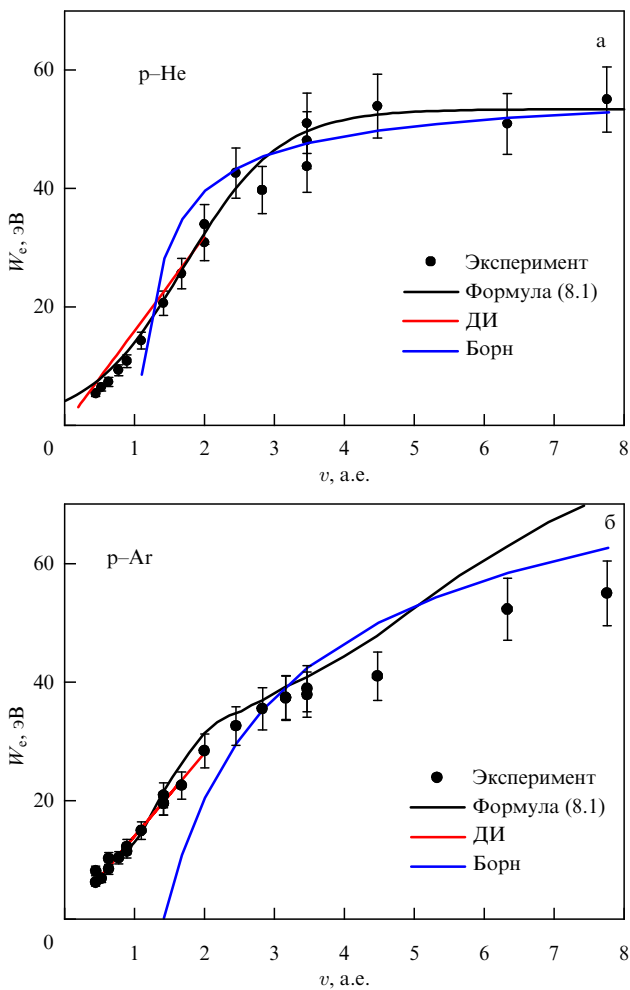 а
p–He
60
40
20
0
Wₑ, эВ
Эксперимент
Формула (8.1)
ДИ
Борн
1 2 3 4 5 6 7 8
v, а.е.
б
p–Ar
60
40
20
0
Wₑ, эВ
Эксперимент
Формула (8.1)
ДИ
Борн
1 2 3 4 5 6 7 8
v, а.е.